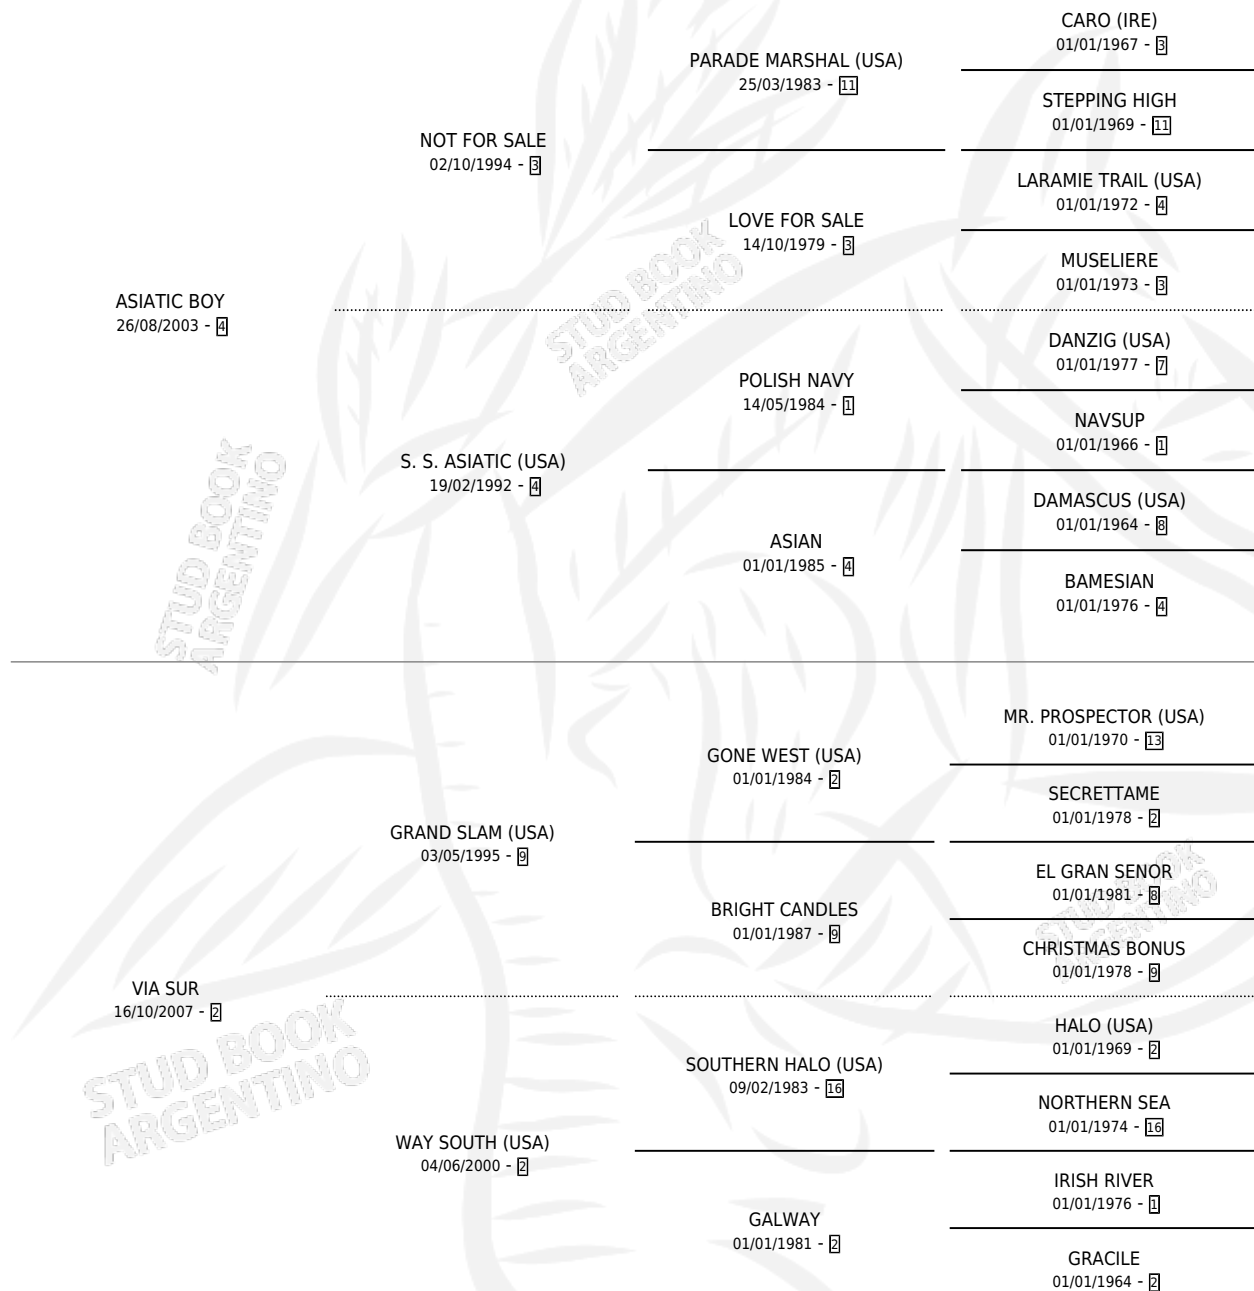 CARO (IRE)
01/01/1967 - 3
PARADE MARSHAL (USA)
25/03/1983 - 11
STEPPING HIGH
01/01/1969 - 11
NOT FOR SALE
02/10/1994 - 3
LARAMIE TRAIL (USA)
01/01/1972 - 4
LOVE FOR SALE
14/10/1979 - 3
MUSELIERE
01/01/1973 - 3
ASIATIC BOY
26/08/2003 - 4
STUD BOOK
ARGENTINO
DANZIG (USA)
01/01/1977 - 7
POLISH NAVY
14/05/1984 - 1
NAVSUP
01/01/1966 - 1
S. S. ASIATIC (USA)
19/02/1992 - 4
DAMASCUS (USA)
01/01/1964 - 8
ASIAN
01/01/1985 - 4
BAMESIAN
01/01/1976 - 4
STUD BOOK
ARGENTINO
MR. PROSPECTOR (USA)
01/01/1970 - 13
GONE WEST (USA)
01/01/1984 - 2
SECRETTAME
01/01/1978 - 2
GRAND SLAM (USA)
03/05/1995 - 9
EL GRAN SENOR
01/01/1981 - 8
BRIGHT CANDLES
01/01/1987 - 9
STUD BOOK
ARGENTINO
CHRISTMAS BONUS
01/01/1978 - 9
VIA SUR
16/10/2007 - 2
HALO (USA)
01/01/1969 - 2
SOUTHERN HALO (USA)
09/02/1983 - 16
STUD BOOK
ARGENTINO
NORTHERN SEA
01/01/1974 - 16
WAY SOUTH (USA)
04/06/2000 - 2
IRISH RIVER
01/01/1976 - 1
GALWAY
01/01/1981 - 2
GRACILE
01/01/1964 - 2